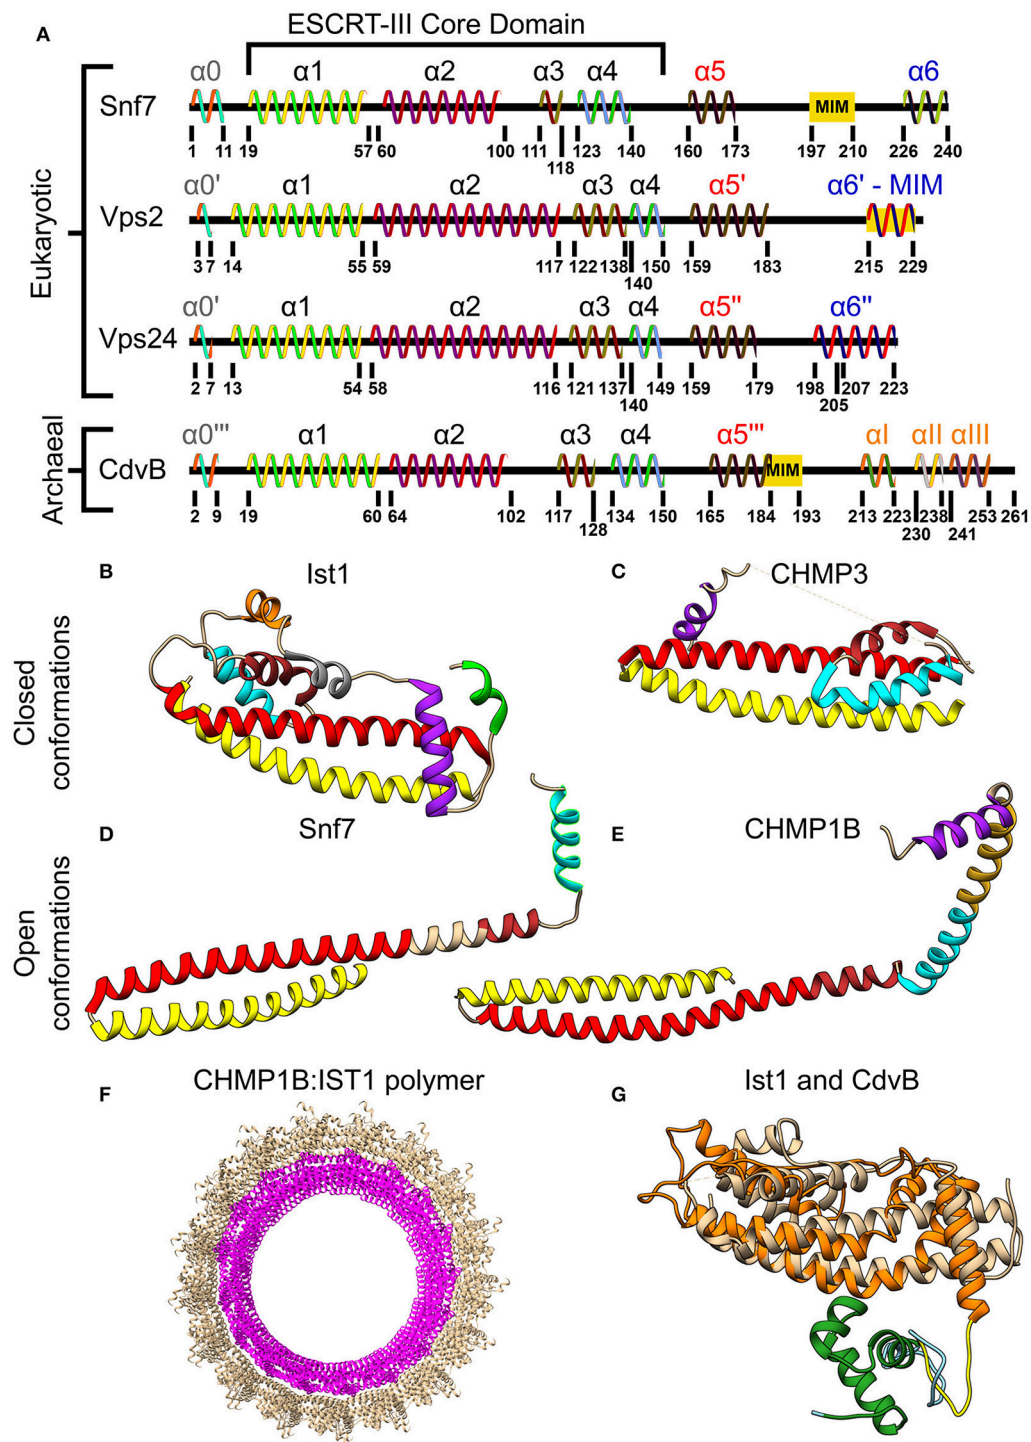 A
ESCRT-III Core Domain
Eukaryotic
α0 α1 α2 α3 α4 α5 α6
Snf7 MIM
1 11 19 57 60 100 111 118 123 140 160 173 197 210 226 240
α0' α1 α2 α3 α4 α5' α6' - MIM
Vps2
3 7 14 55 59 117 122 138 140 150 159 183 215 229
α0' α1 α2 α3 α4 α5" α6"
Vps24
2 7 13 54 58 116 121 137 140 149 159 179 198 205 207 223
Archaeal
α0''' α1 α2 α3 α4 α5''' αI αII αIII
CdvB MIM
2 9 19 60 64 102 117 128 134 150 165 184 193 213 223 230 238 241 253 261
Closed
conformations
B Ist1
C CHMP3
Open
conformations
D Snf7
E CHMP1B
F CHMP1B:IST1 polymer
G Ist1 and CdvB